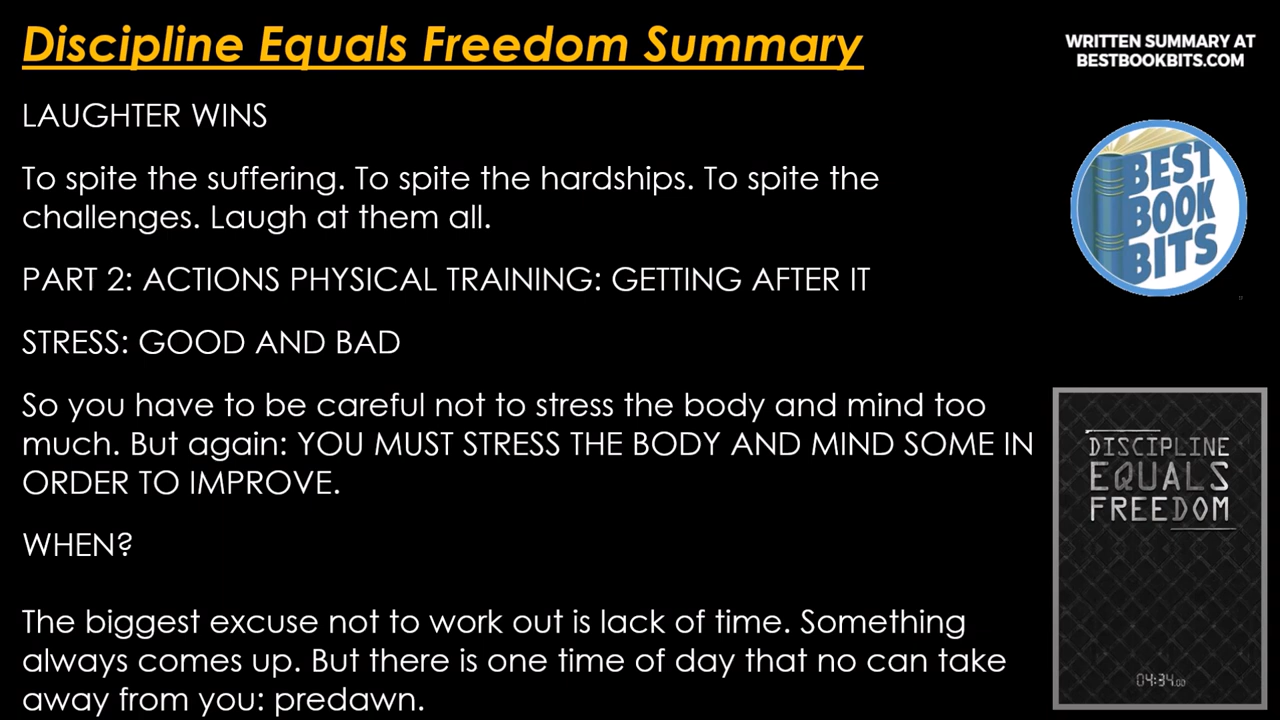 Discipline Equals Freedom Summary
WRITTEN SUMMARY AT
BESTBOOKBITS.COM
LAUGHTER WINS
To spite the suffering. To spite the hardships. To spite the
challenges. Laugh at them all.
PART 2: ACTIONS PHYSICAL TRAINING: GETTING AFTER IT
STRESS: GOOD AND BAD
So you have to be careful not to stress the body and mind too
much. But again: YOU MUST STRESS THE BODY AND MIND SOME IN
ORDER TO IMPROVE.
WHEN?
The biggest excuse not to work out is lack of time. Something
always comes up. But there is one time of day that no can take
away from you: predawn.
BEST
BOOK
BITS
DISCIPLINE
EQUALS
FREEDOM
04:34.00